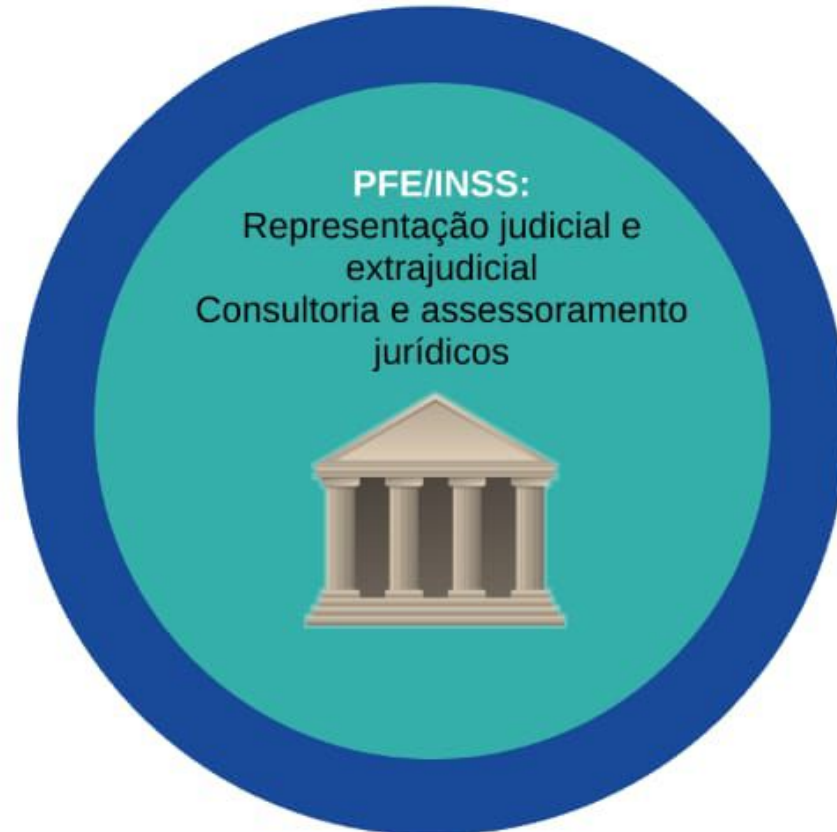 PFE/INSS:
Representação judicial e
extrajudicial
Consultoria e assessoramento
jurídicos